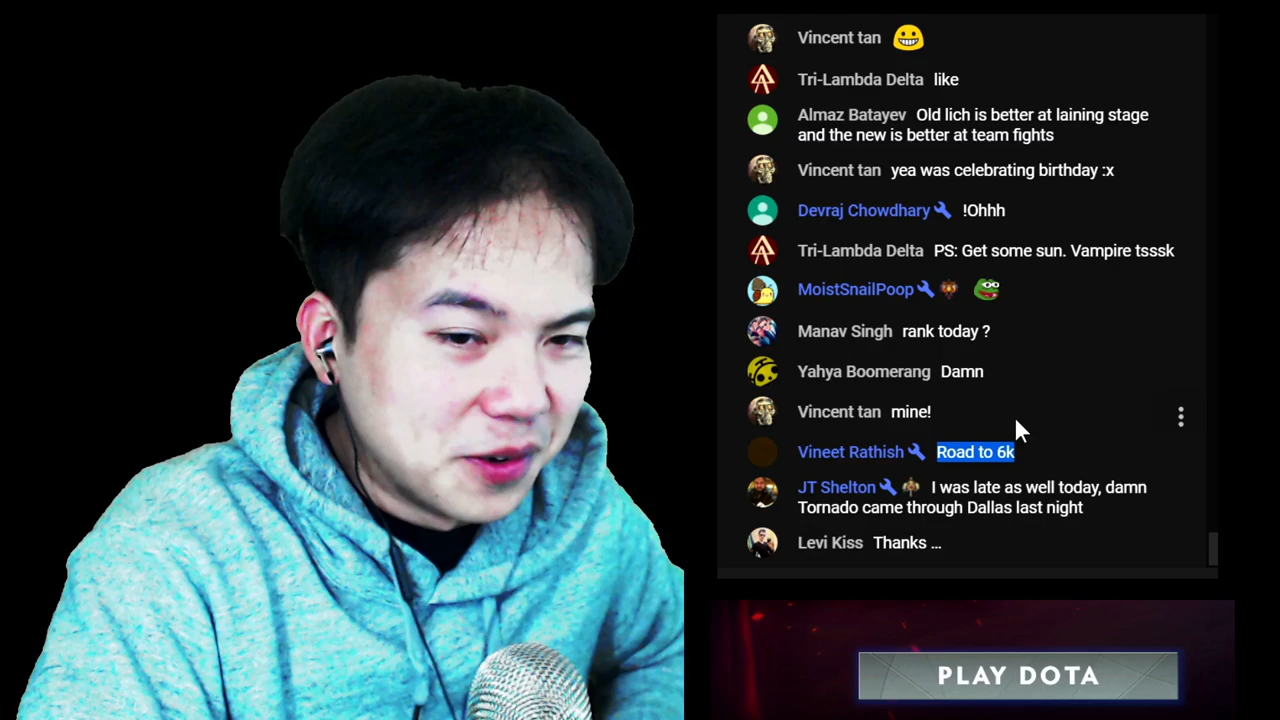 Vincent tan
Tri-Lambda Delta like
Almaz Batayev Old lich is better at laining stage
and the new is better at team fights
Vincent tan yea was celebrating birthday :x
Devraj Chowdhary !Ohhh
Tri-Lambda Delta PS: Get some sun. Vampire tsssk
MoistSnailPoop
Manav Singh rank today ?
Yahya Boomerang Damn
Vincent tan mine!
Vineet Rathish Road to 6k
JT Shelton I was late as well today, damn
Tornado came through Dallas last night
Levi Kiss Thanks ...
PLAY DOTA